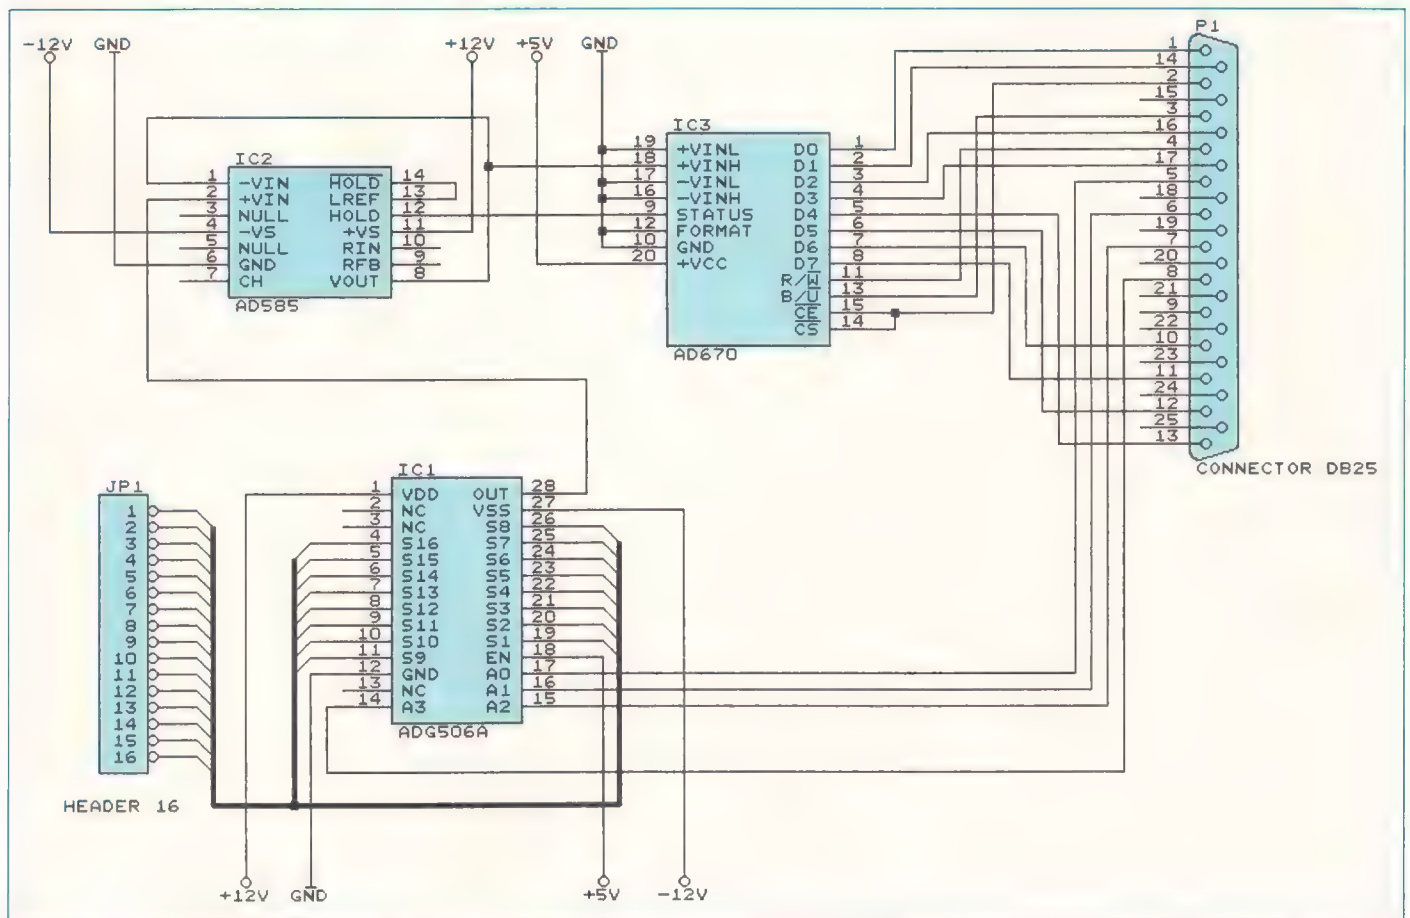 -12V GND +12V +5V GND P1
IC2
1 -VIN HOLD 14
2 +VIN LREF 13
3 NULL HOLD 12
4 -VS +VS 11
5 NULL RIN 10
6 GND RFB 9
7 CH VOUT 8
AD585
IC3
19 +VINL D0 1
18 +VINH D1 2
17 -VINL D2 3
16 -VINH D3 4
9 STATUS D4 5
12 FORMAT D5 6
10 GND D6 7
20 +VCC D7 8
R/W 11
B/U 13
CE 15
CS 14
AD670
1
14
2
15
3
16
4
17
5
18
6
19
7
20
8
21
9
22
10
23
11
24
12
25
13
CONNECTOR DB25
JP1
1
2
3
4
5
6
7
8
9
10
11
12
13
14
15
16
HEADER 16
IC1
1 VDD OUT 28
2 NC VSS 27
3 NC S8 26
4 S16 S7 25
5 S15 S6 24
6 S14 S5 23
7 S13 S4 22
8 S12 S3 21
9 S11 S2 20
10 S10 S1 19
11 S9 EN 18
12 GND A0 17
13 NC A1 16
14 A3 A2 15
ADG506A
+12V GND +5V -12V